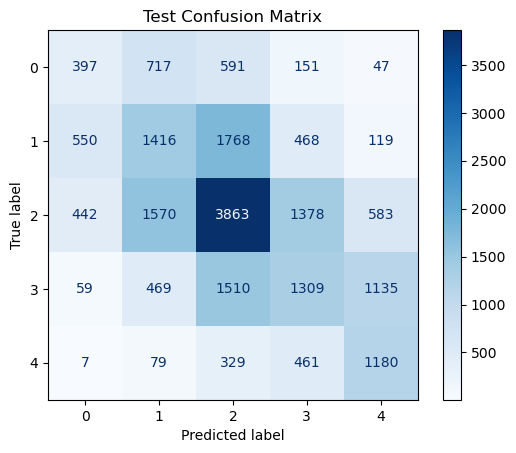 Test Confusion Matrix
0 397 717 591 151 47
1 550 1416 1768 468 119
2 442 1570 3863 1378 583
3 59 469 1510 1309 1135
4 7 79 329 461 1180
0 1 2 3 4
True label
Predicted label
3500
3000
2500
2000
1500
1000
500